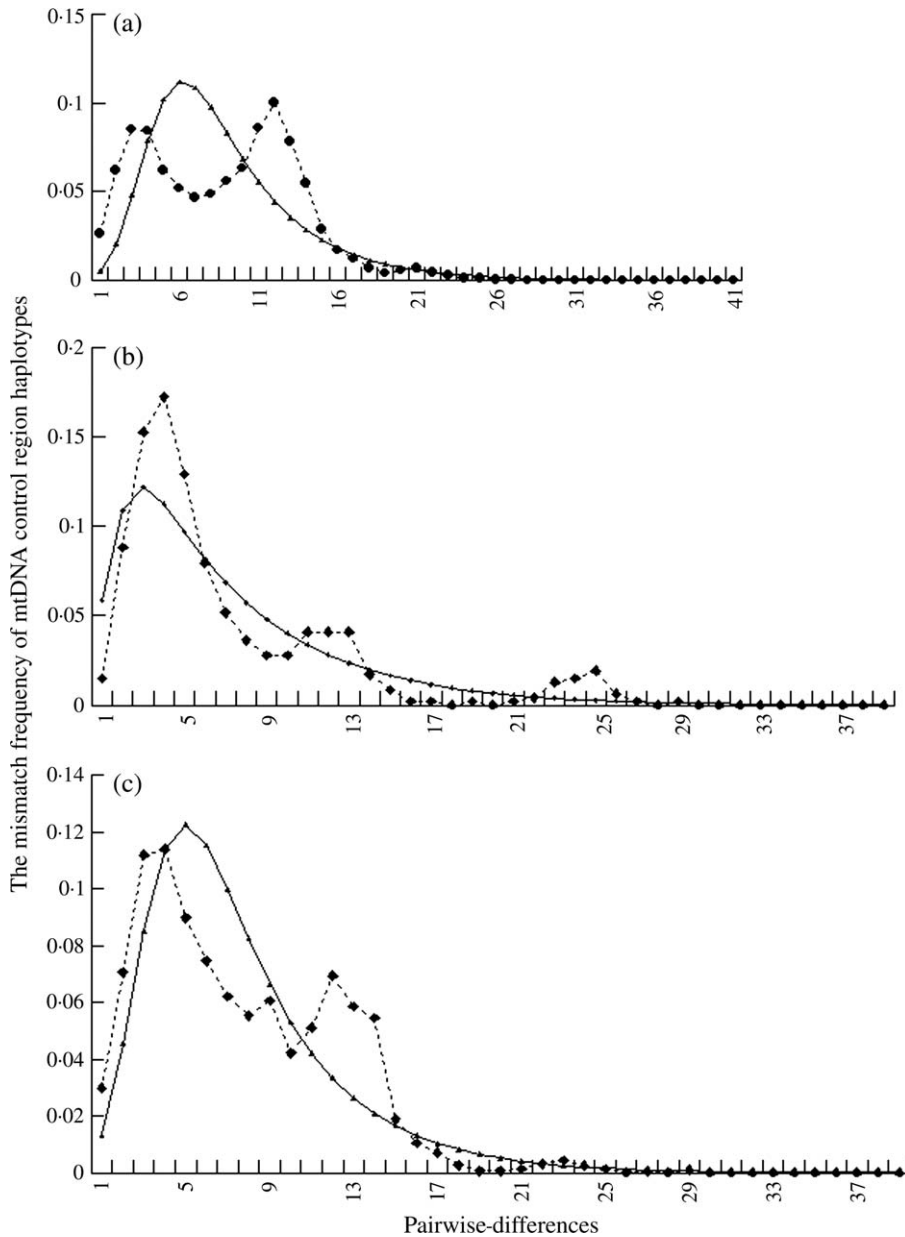 The mismatch frequency of mtDNA control region haplotypes
(a)
0·15
0·1
0·05
0
1 6 11 16 21 26 31 36 41
(b)
0·2
0·15
0·1
0·05
0
1 5 9 13 17 21 25 29 33 37
(c)
0·14
0·12
0·1
0·08
0·06
0·04
0·02
0
1 5 9 13 17 21 25 29 33 37
Pairwise-differences